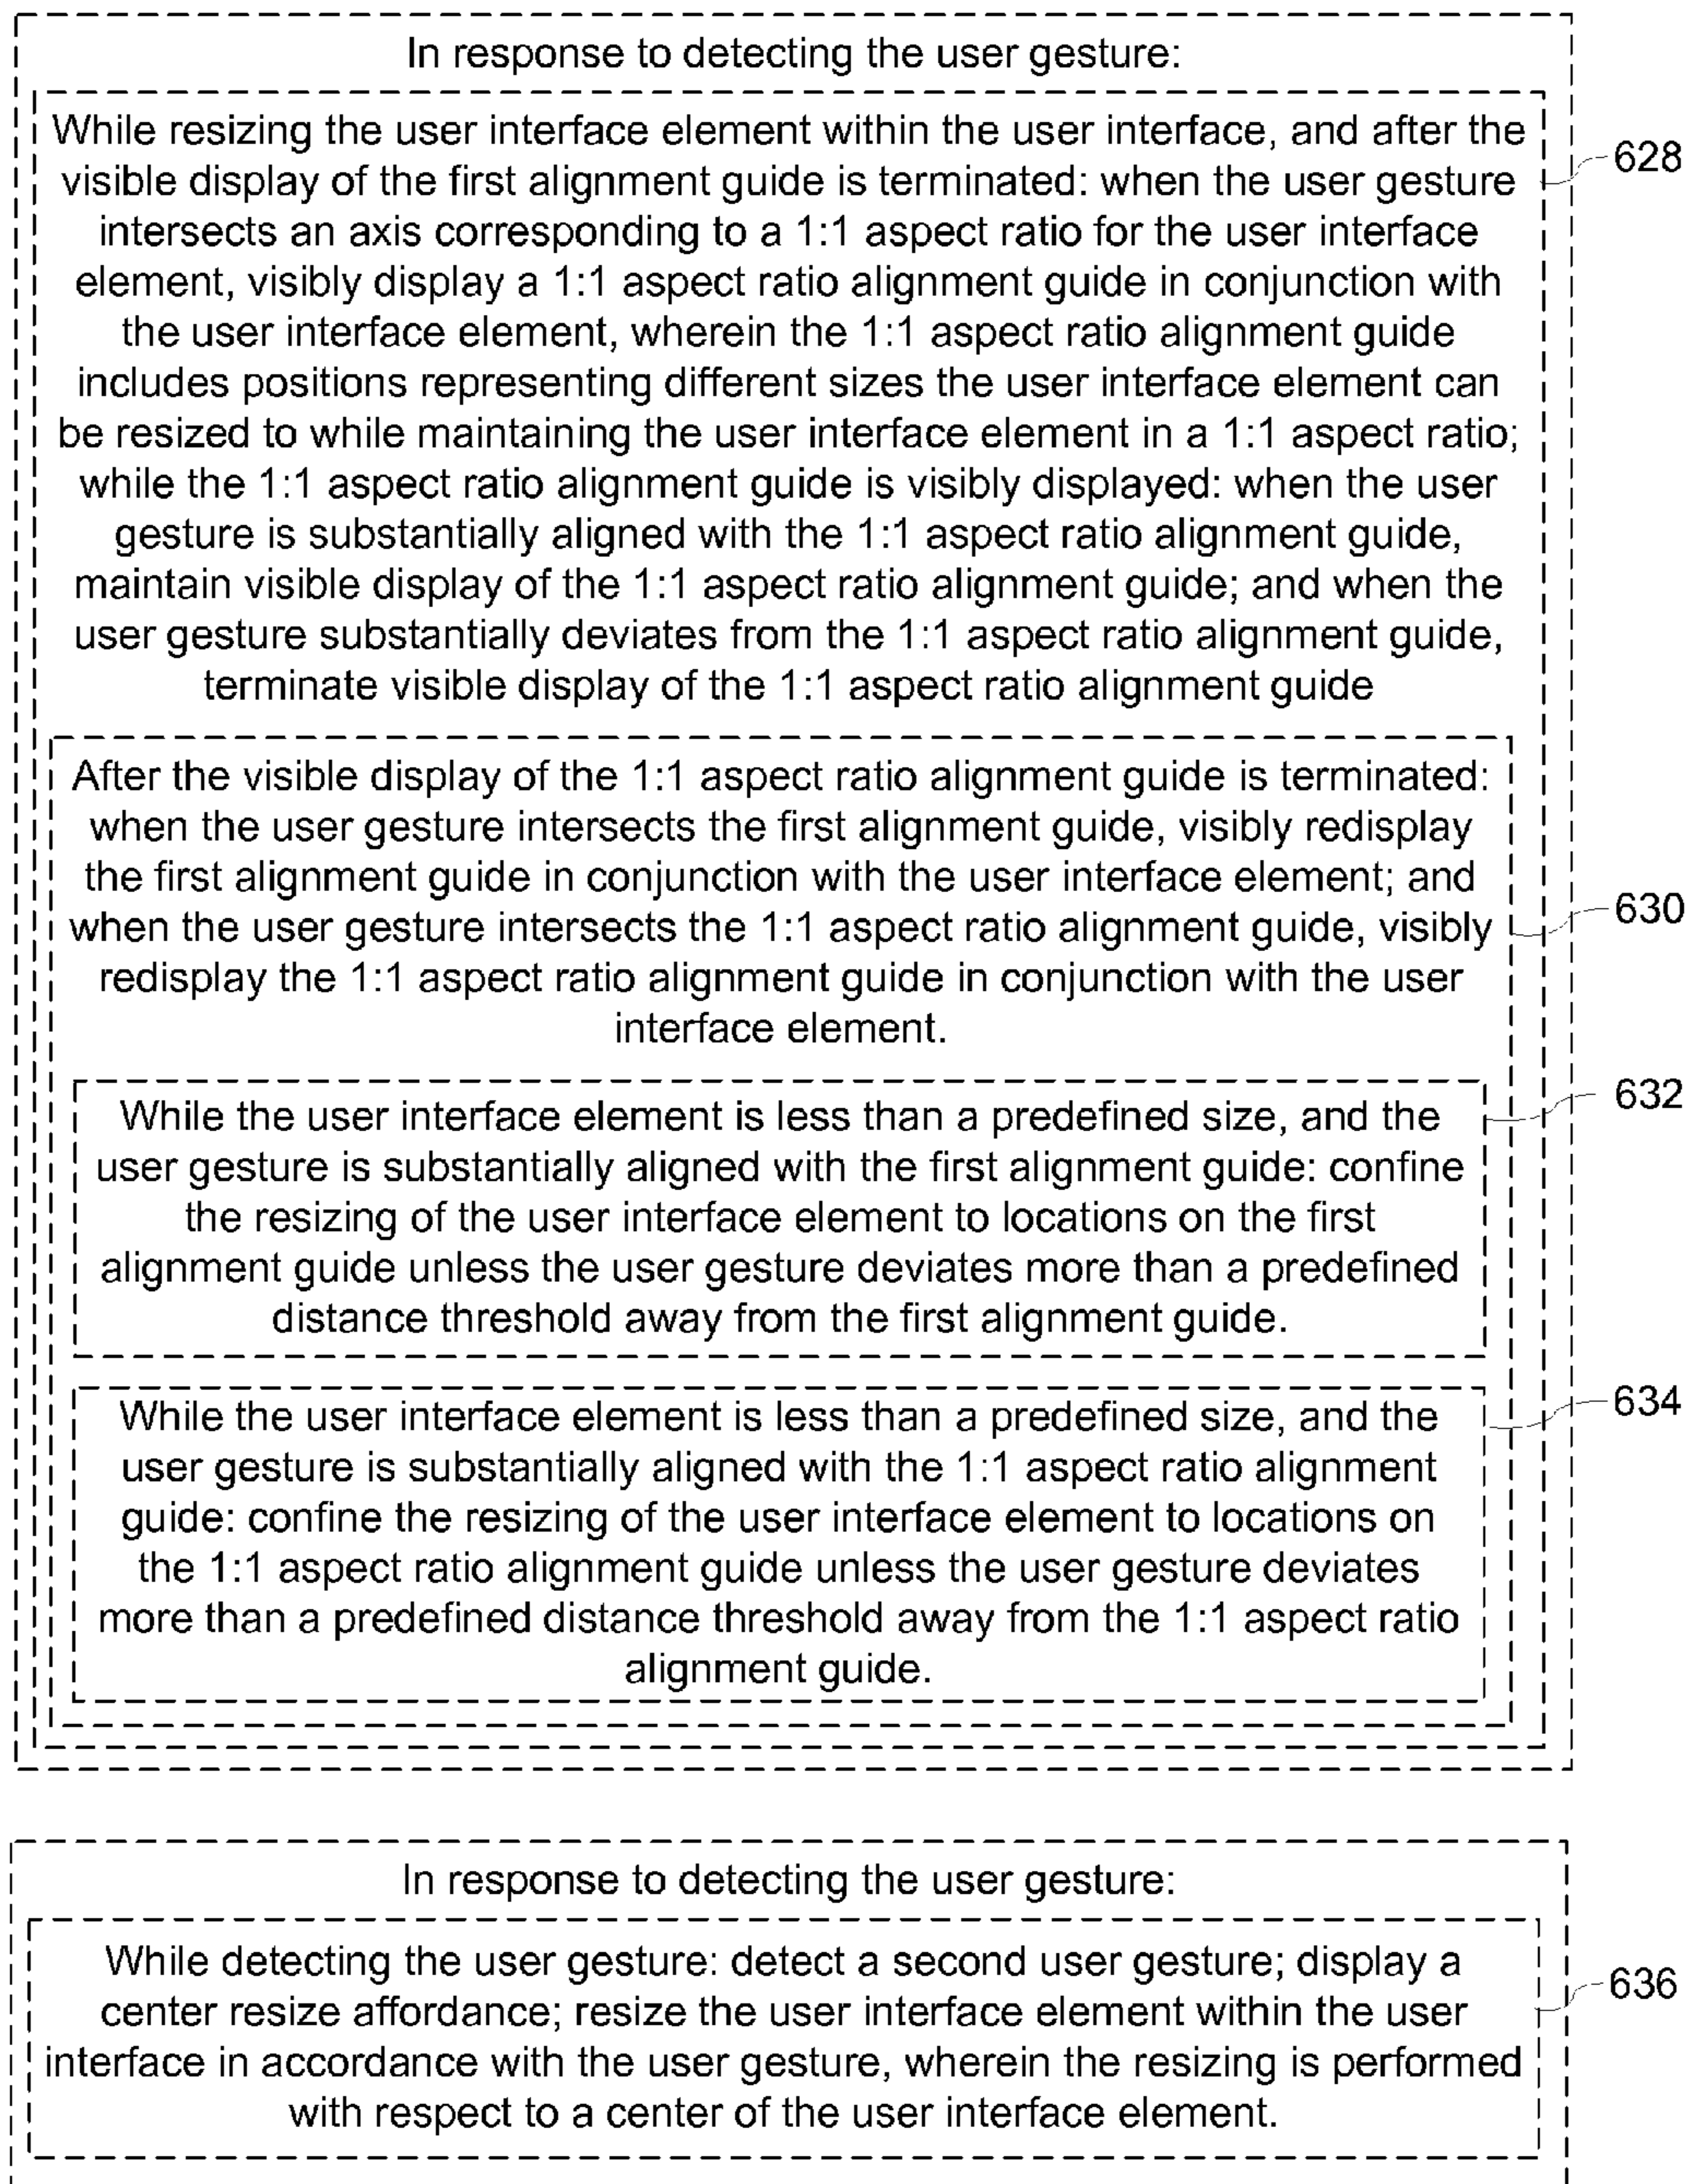 In response to detecting the user gesture:
While resizing the user interface element within the user interface, and after the
visible display of the first alignment guide is terminated: when the user gesture
intersects an axis corresponding to a 1:1 aspect ratio for the user interface
element, visibly display a 1:1 aspect ratio alignment guide in conjunction with
the user interface element, wherein the 1:1 aspect ratio alignment guide
includes positions representing different sizes the user interface element can
be resized to while maintaining the user interface element in a 1:1 aspect ratio;
while the 1:1 aspect ratio alignment guide is visibly displayed: when the user
gesture is substantially aligned with the 1:1 aspect ratio alignment guide,
maintain visible display of the 1:1 aspect ratio alignment guide; and when the
user gesture substantially deviates from the 1:1 aspect ratio alignment guide,
terminate visible display of the 1:1 aspect ratio alignment guide
628
After the visible display of the 1:1 aspect ratio alignment guide is terminated:
when the user gesture intersects the first alignment guide, visibly redisplay
the first alignment guide in conjunction with the user interface element; and
when the user gesture intersects the 1:1 aspect ratio alignment guide, visibly
redisplay the 1:1 aspect ratio alignment guide in conjunction with the user
interface element.
630
While the user interface element is less than a predefined size, and the
user gesture is substantially aligned with the first alignment guide: confine
the resizing of the user interface element to locations on the first
alignment guide unless the user gesture deviates more than a predefined
distance threshold away from the first alignment guide.
632
While the user interface element is less than a predefined size, and the
user gesture is substantially aligned with the 1:1 aspect ratio alignment
guide: confine the resizing of the user interface element to locations on
the 1:1 aspect ratio alignment guide unless the user gesture deviates
more than a predefined distance threshold away from the 1:1 aspect ratio
alignment guide.
634
In response to detecting the user gesture:
While detecting the user gesture: detect a second user gesture; display a
center resize affordance; resize the user interface element within the user
interface in accordance with the user gesture, wherein the resizing is performed
with respect to a center of the user interface element.
636